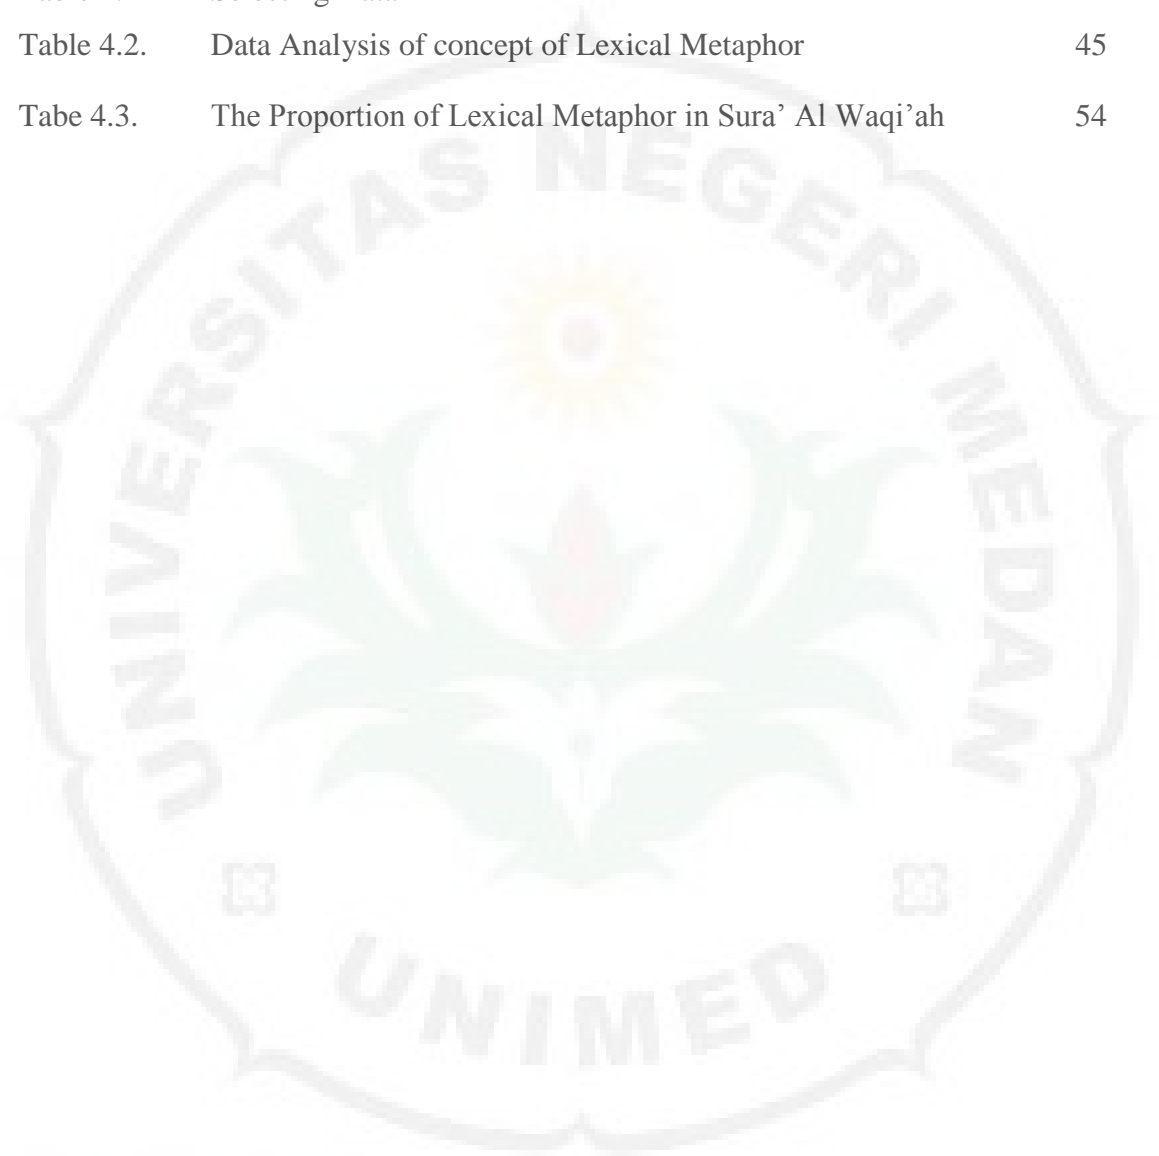 Table 4.2. Data Analysis of concept of Lexical Metaphor 45
Tabe 4.3. The Proportion of Lexical Metaphor in Sura’ Al Waqi’ah 54
UNIVERSITAS NEGERI MEDAN
UNIMED